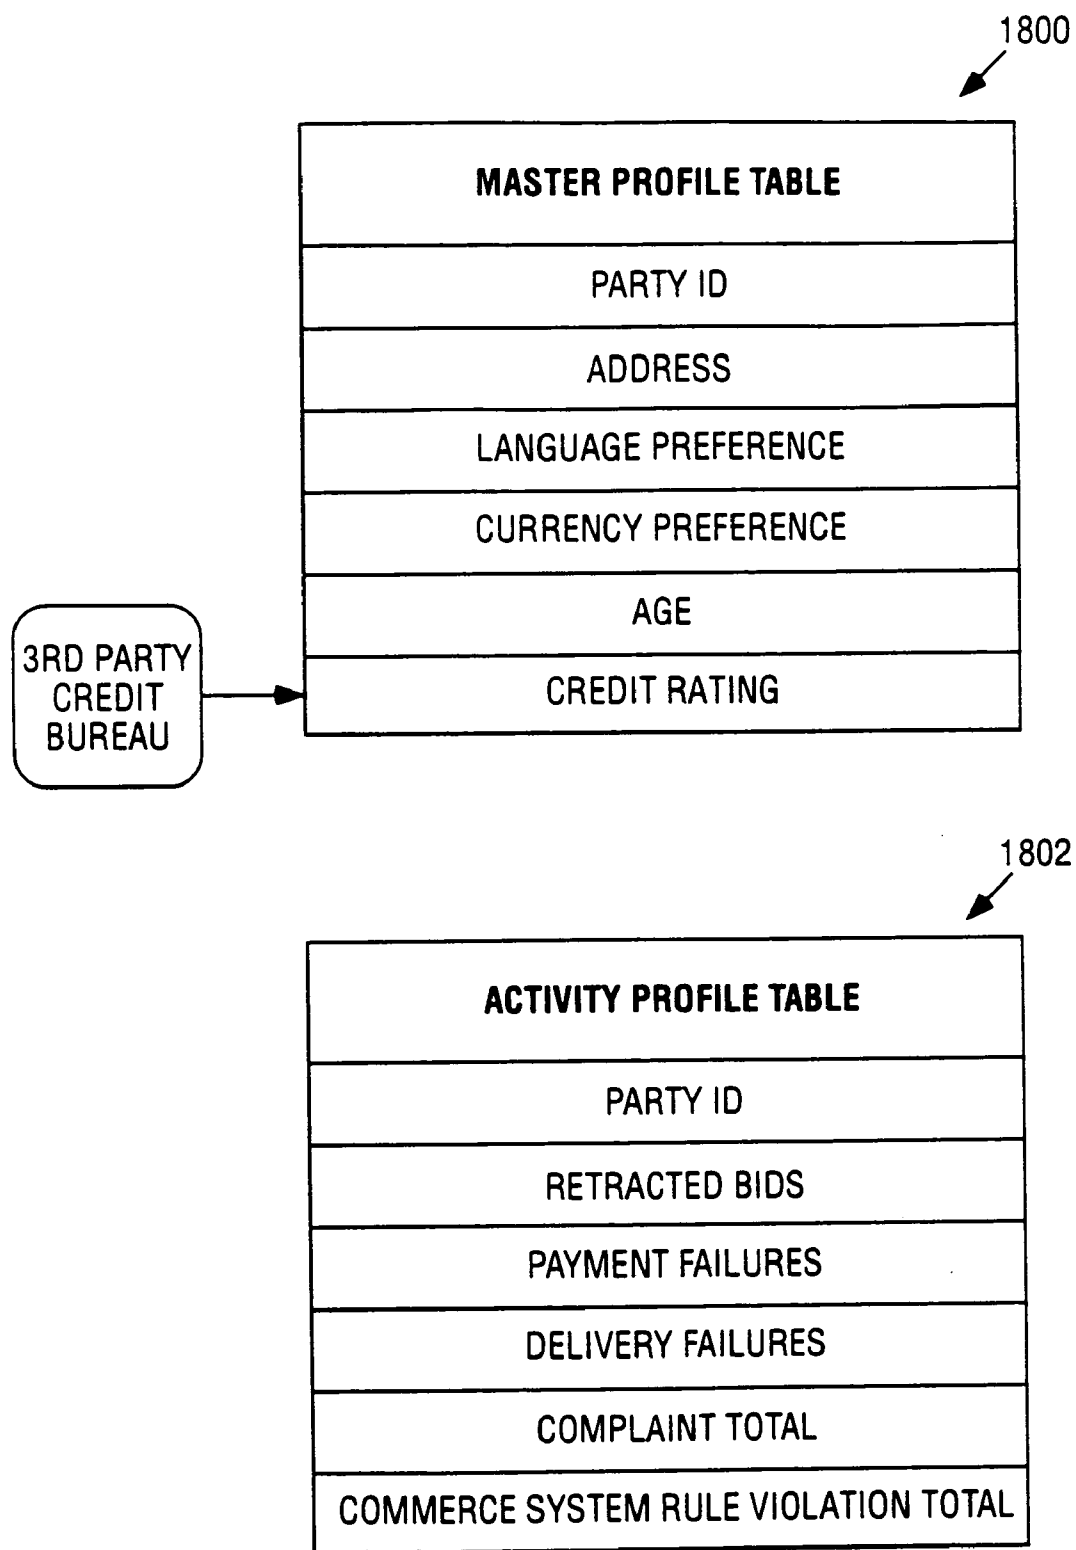 1800
MASTER PROFILE TABLE
PARTY ID
ADDRESS
LANGUAGE PREFERENCE
CURRENCY PREFERENCE
AGE
CREDIT RATING
3RD PARTY
CREDIT
BUREAU
1802
ACTIVITY PROFILE TABLE
PARTY ID
RETRACTED BIDS
PAYMENT FAILURES
DELIVERY FAILURES
COMPLAINT TOTAL
COMMERCE SYSTEM RULE VIOLATION TOTAL